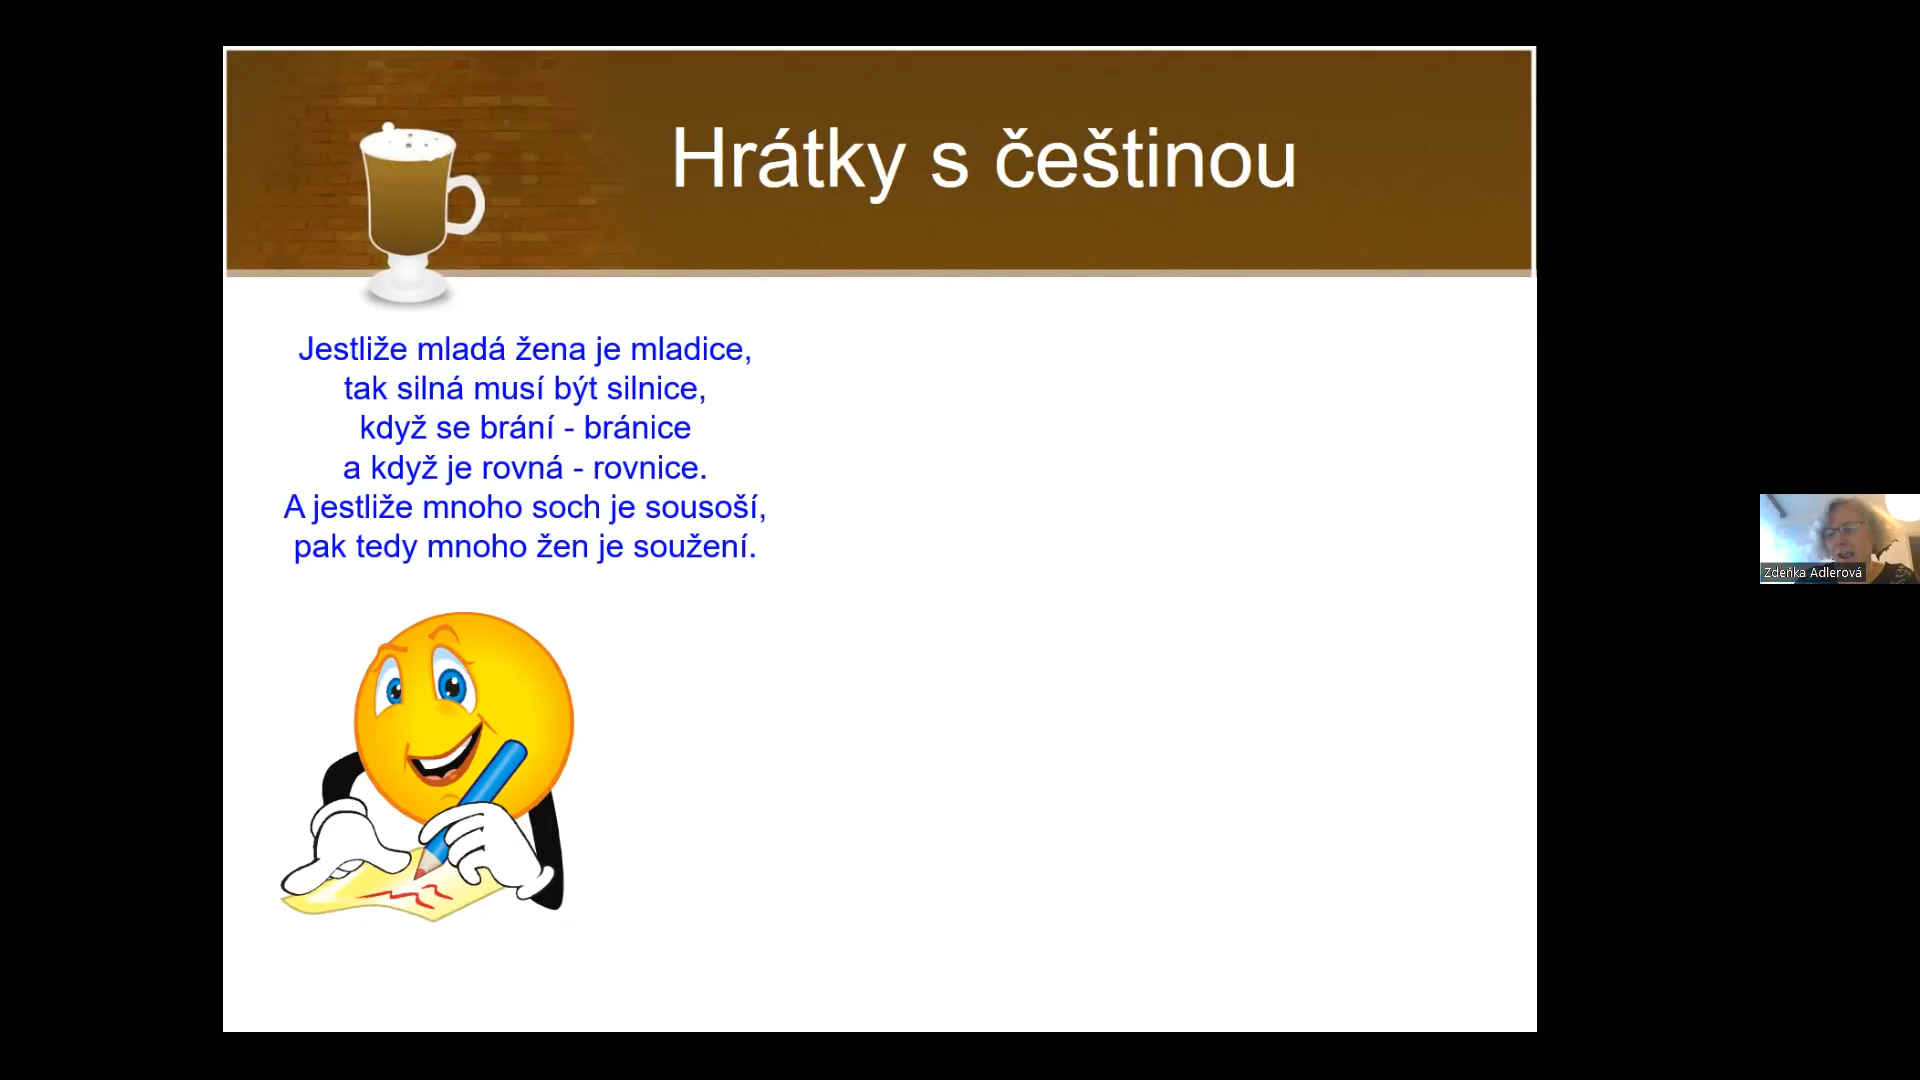 Hrátky s češtinou
Jestliže mladá žena je mladice,
tak silná musí být silnice,
když se brání - bránice
a když je rovná - rovnice.
A jestliže mnoho soch je sousoší,
pak tedy mnoho žen je soužení.
Zdeňka Adlerová